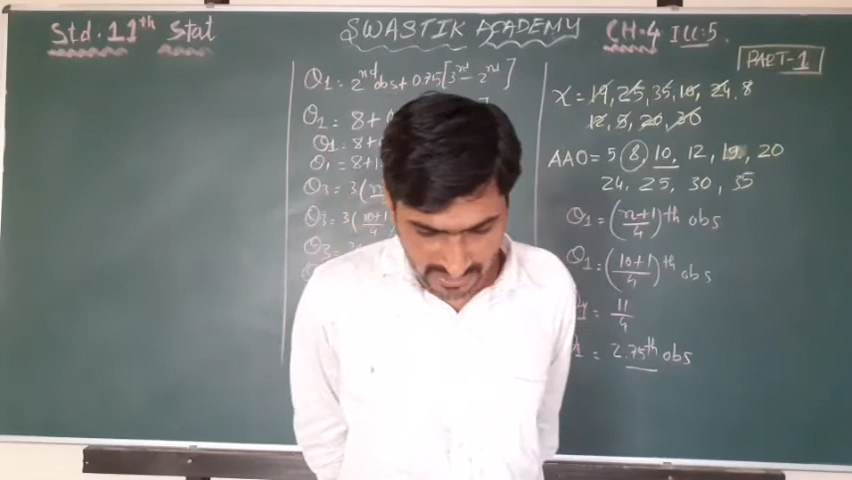 Std. 11th Stat
SWASTIK ACADEMY
CH-4 Ill:5.
PART-1
Q1 = 2nd obs + 0.75 [3rd - 2nd]
Q1 = 8 +
Q1 = 8 +
Q1 = 8 +
Q3 = 3(
Q3 = 3(10+1/4
Q3 =
X = 19, 25, 35, 10, 24, 8
12, 5, 20, 30
AAO = 5 8, 10, 12, 19, 20
24, 25, 30, 35
Q1 = (n+1/4)th obs
Q1 = (10+1/4)th obs
= 11/4
= 2.75th obs